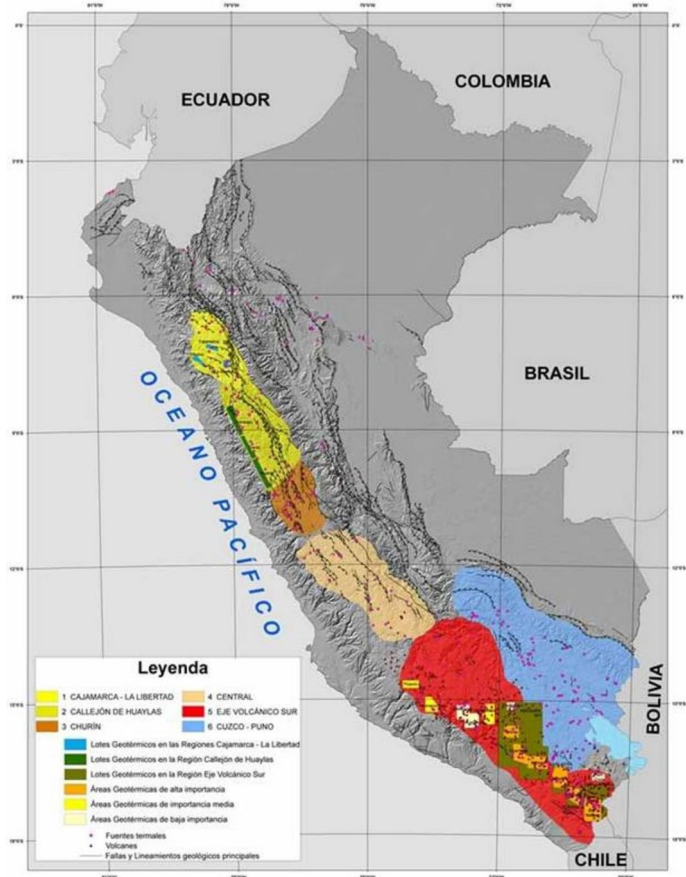 ECUADOR
COLOMBIA
BRASIL
OCEANO PACÍFICO
BOLIVIA
CHILE
Leyenda
1 CAJAMARCA - LA LIBERTAD
2 CALLEJÓN DE HUAYLAS
3 CHURÍN
4 CENTRAL
5 EJE VOLCÁNICO SUR
6 CUZCO - PUNO
Lotes Geotérmicos en las Regiones Cajamarca - La Libertad
Lotes Geotérmicos en la Región Callejón de Huaylas
Lotes Geotérmicos en la Región Eje Volcánico Sur
Áreas Geotérmicas de alta importancia
Áreas Geotérmicas de importancia media
Áreas Geotérmicas de baja importancia
Fuentes termales
Volcanes
Fallas y Lineamientos geológicos principales